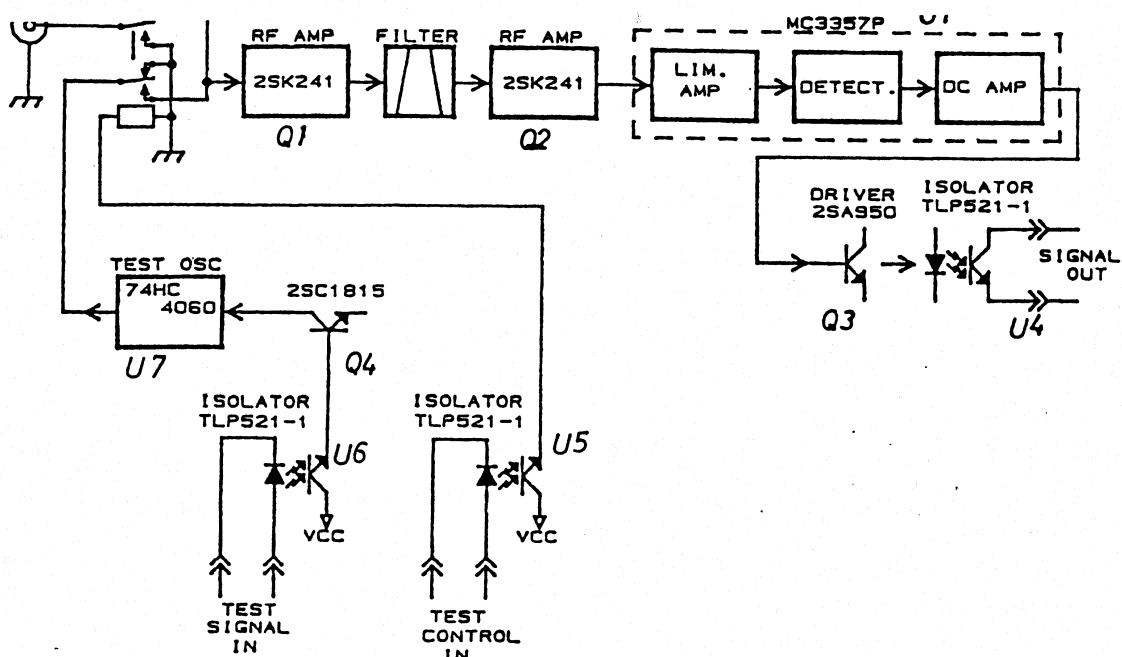 MC3357P U1
RF AMP
FILTER
RF AMP
2SK241
2SK241
LIM.
AMP
DETECT.
DC AMP
Q1
Q2
DRIVER
2SA950
ISOLATOR
TLP521-1
SIGNAL
OUT
Q3
U4
TEST OSC
74HC
4060
2SC1815
U7
Q4
ISOLATOR
TLP521-1
ISOLATOR
TLP521-1
U6
U5
VCC
VCC
TEST
SIGNAL
IN
TEST
CONTROL
IN